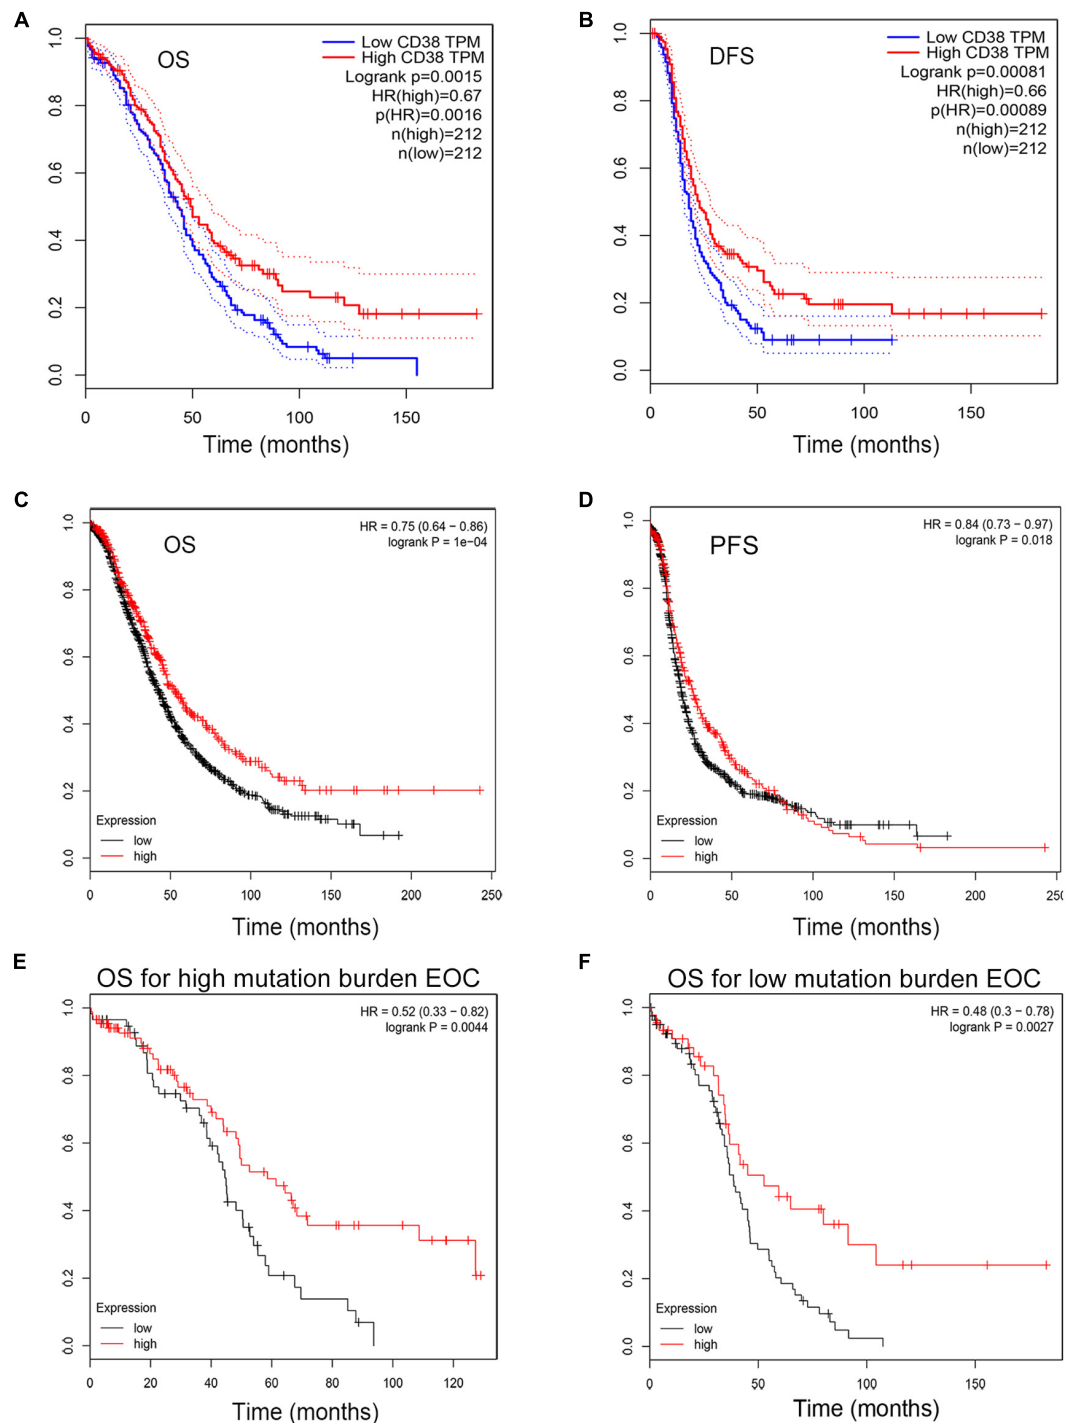 A
OS
Low CD38 TPM
High CD38 TPM
Logrank p=0.0015
HR(high)=0.67
p(HR)=0.0016
n(high)=212
n(low)=212
1.0
0.8
0.6
0.4
0.2
0.0
0 50 100 150
Time (months)
B
DFS
Low CD38 TPM
High CD38 TPM
Logrank p=0.00081
HR(high)=0.66
p(HR)=0.00089
n(high)=212
n(low)=212
1.0
0.8
0.6
0.4
0.2
0.0
0 50 100 150
Time (months)
C
OS
HR = 0.75 (0.64 − 0.86)
logrank P = 1e−04
1.0
0.8
0.6
0.4
0.2
0.0
Expression
low
high
0 50 100 150 200 250
Time (months)
D
PFS
HR = 0.84 (0.73 − 0.97)
logrank P = 0.018
1.0
0.8
0.6
0.4
0.2
0.0
Expression
low
high
0 50 100 150 200 250
Time (months)
E
OS for high mutation burden EOC
HR = 0.52 (0.33 − 0.82)
logrank P = 0.0044
1.0
0.8
0.6
0.4
0.2
0.0
Expression
low
high
0 20 40 60 80 100 120
Time (months)
F
OS for low mutation burden EOC
HR = 0.48 (0.3 − 0.78)
logrank P = 0.0027
1.0
0.8
0.6
0.4
0.2
0.0
Expression
low
high
0 50 100 150
Time (months)